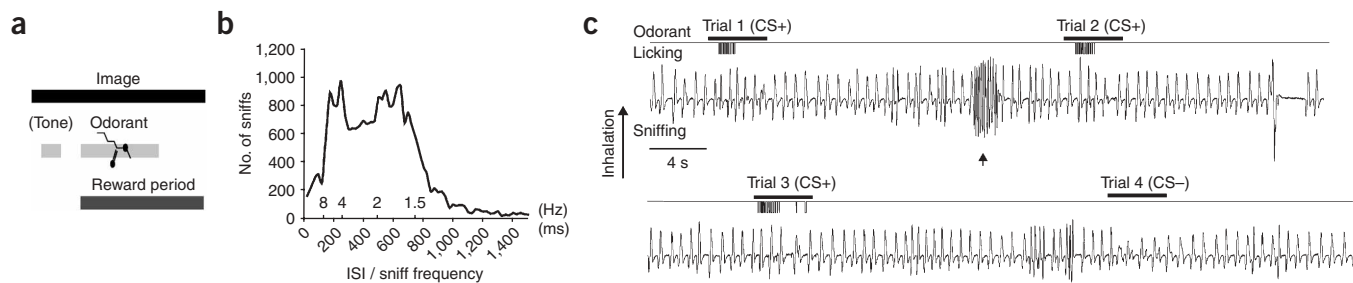 a
Image
(Tone)
Odorant
Reward period
b
No. of sniffs
1,200
1,000
800
600
400
200
0
8 4 2 1.5 (Hz)
0 200 400 600 800 1,000 1,200 1,400 (ms)
ISI / sniff frequency
c
Odorant Trial 1 (CS+) Trial 2 (CS+)
Licking
Inhalation
Sniffing
4 s
Trial 3 (CS+) Trial 4 (CS–)